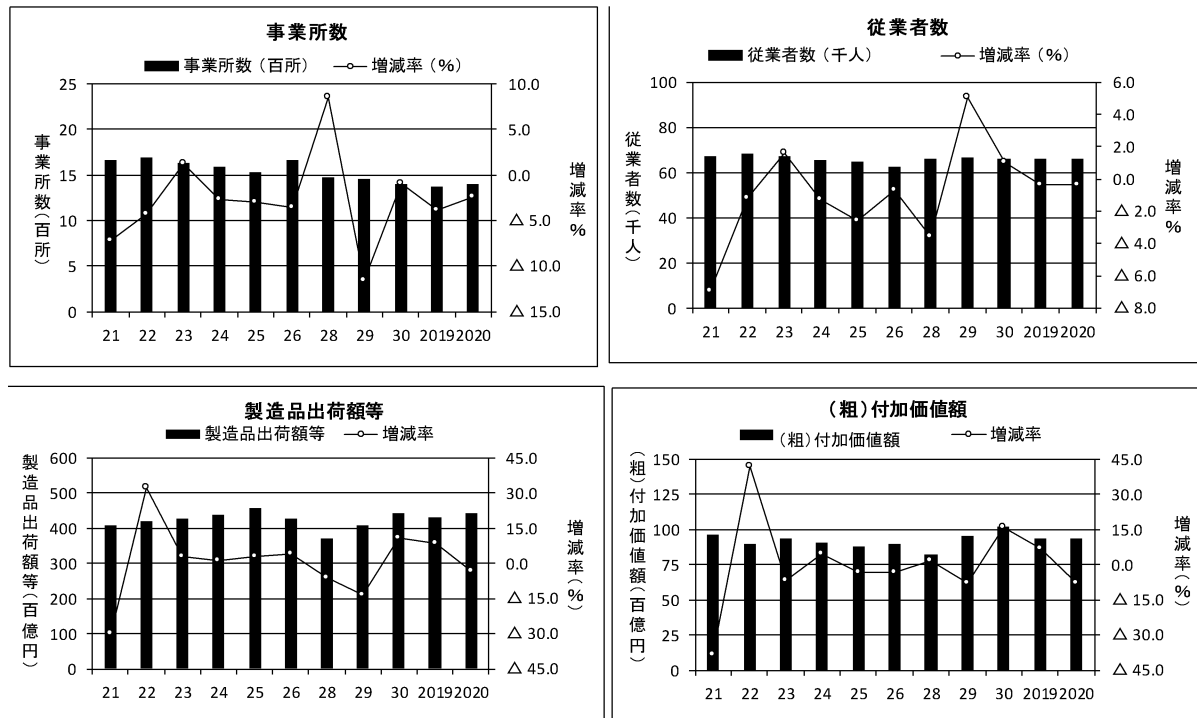 事業所数
事業所数（百所）
増減率（％）
25
20
15
10
5
0
事業所数（百所）
10.0
5.0
0.0
△ 5.0
△ 10.0
△ 15.0
増減率％
21 22 23 24 25 26 28 29 30 2019 2020
従業者数
従業者数（千人）
増減率（％）
100
80
60
40
20
0
従業者数（千人）
6.0
4.0
2.0
0.0
△ 2.0
△ 4.0
△ 6.0
△ 8.0
増減率％
21 22 23 24 25 26 28 29 30 2019 2020
製造品出荷額等
製造品出荷額等
増減率
600
500
400
300
200
100
0
製造品出荷額等（百億円）
45.0
30.0
15.0
0.0
△ 15.0
△ 30.0
△ 45.0
増減率（％）
21 22 23 24 25 26 28 29 30 2019 2020
（粗）付加価値額
（粗）付加価値額
増減率
150
125
100
75
50
25
0
（粗）付加価値額（百億円）
45.0
30.0
15.0
0.0
△ 15.0
△ 30.0
△ 45.0
増減率（％）
21 22 23 24 25 26 28 29 30 2019 2020